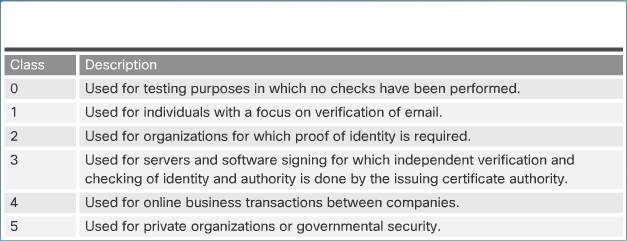 Class Description
0 Used for testing purposes in which no checks have been performed.
1 Used for individuals with a focus on verification of email.
2 Used for organizations for which proof of identity is required.
3 Used for servers and software signing for which independent verification and
checking of identity and authority is done by the issuing certificate authority.
4 Used for online business transactions between companies.
5 Used for private organizations or governmental security.